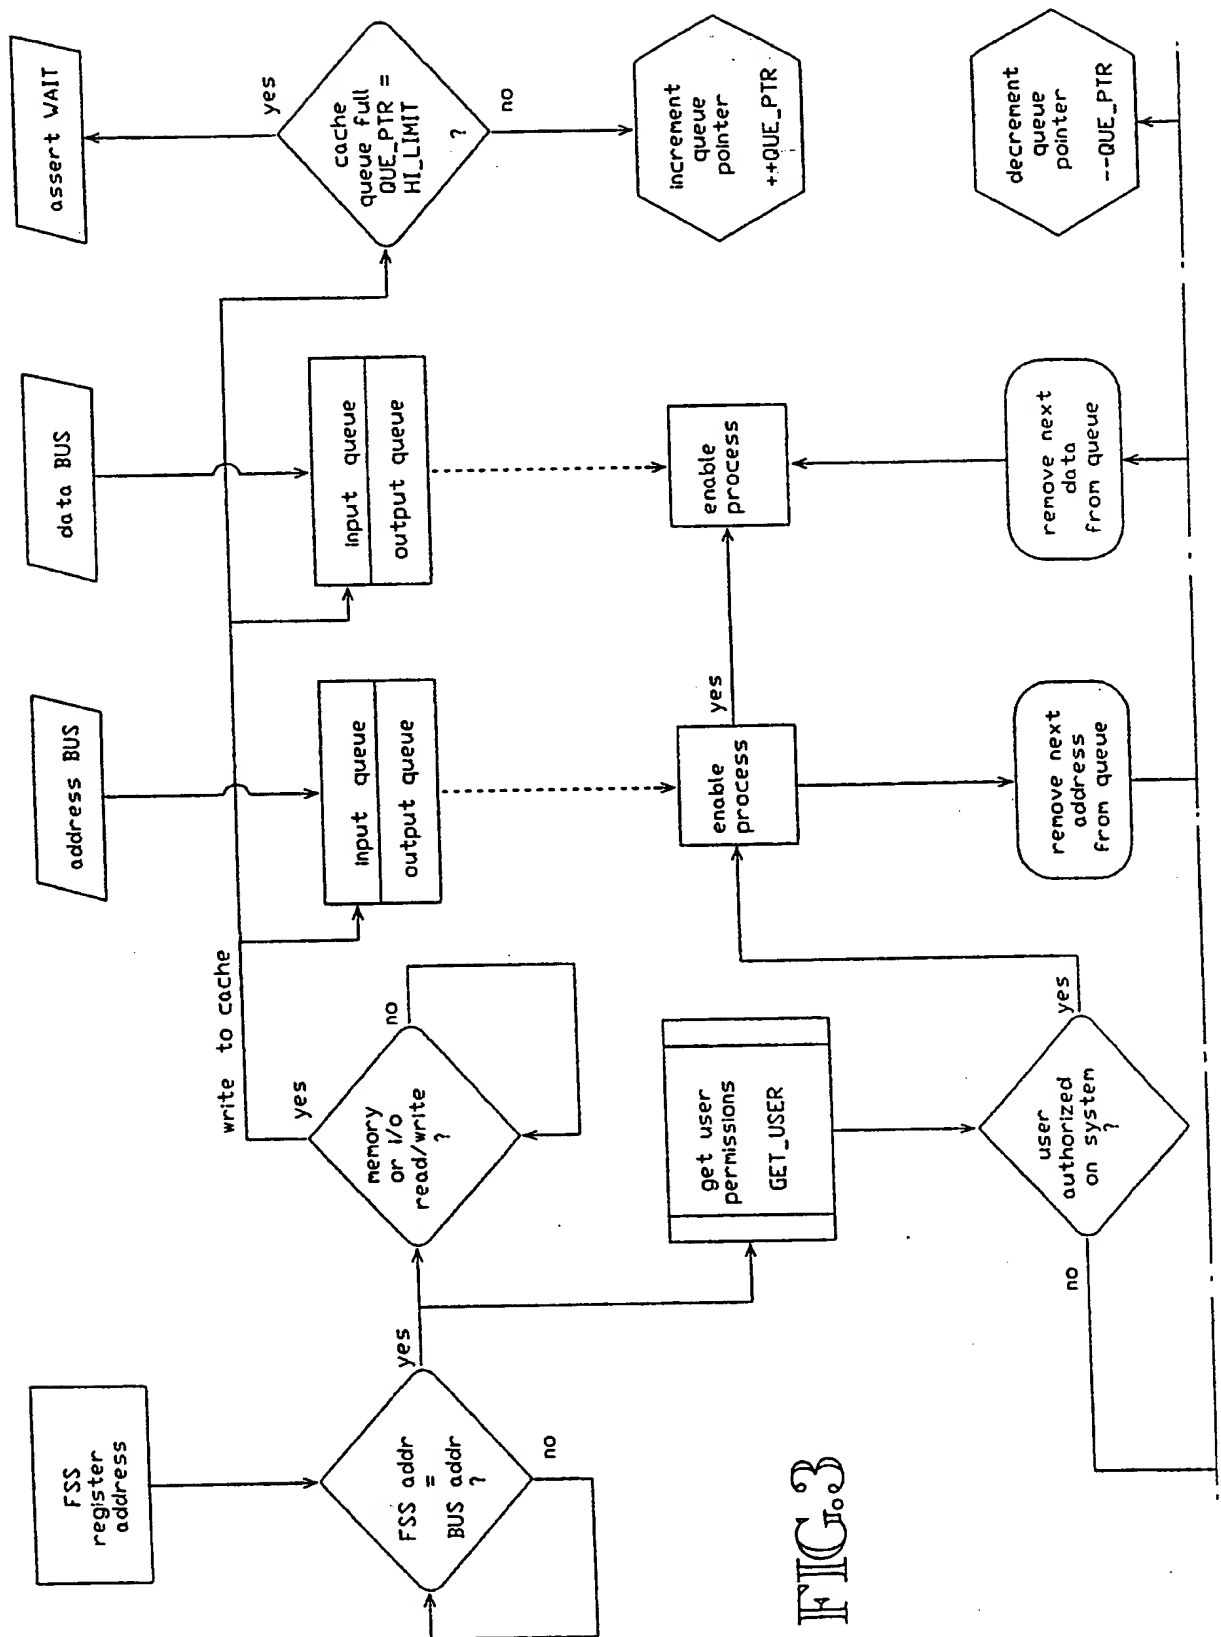 FSS
register
address
FSS addr
=
BUS addr
?
no
yes
memory
or i/o
read/write
?
no
yes
write to cache
address BUS
input queue
output queue
data BUS
input queue
output queue
assert WAIT
yes
cache
queue full
QUE_PTR =
HI_LIMIT
?
no
increment
queue
pointer
++QUE_PTR
get user
permissions
GET_USER
user
authorized
on system
?
no
yes
enable
process
yes
enable
process
remove next
address
from queue
remove next
data
from queue
decrement
queue
pointer
--QUE_PTR
FIG.3